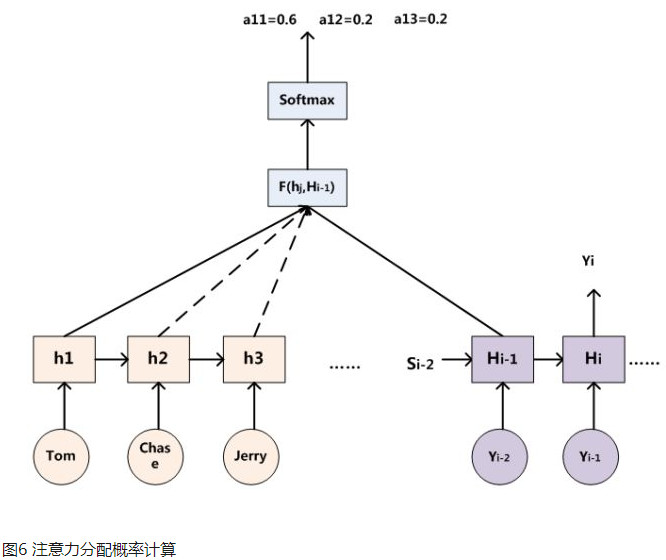 a11=0.6 a12=0.2 a13=0.2
Softmax
F(hj,Hi-1)
Yi
h1 h2 h3 ...... Si-2 Hi-1 Hi ......
Tom Chas Jerry Yi-2 Yi-1
e
图6 注意力分配概率计算